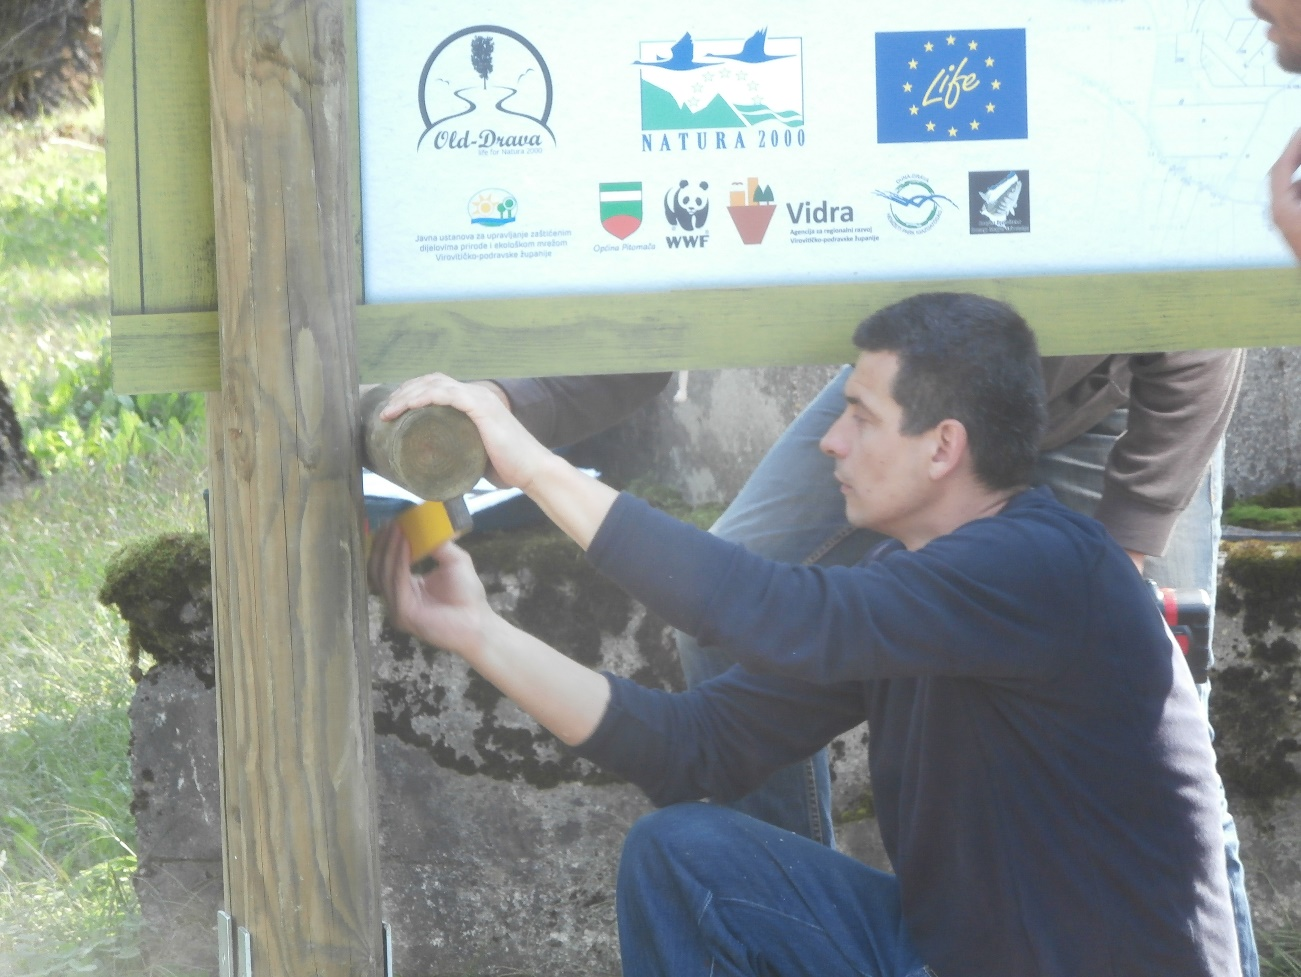 Old-Drava
life for Natura 2000
NATURA 2000
Life
Javna ustanova za upravljanje zaštićenim
dijelovima prirode i ekološkom mrežom
Virovitičko-podravske županije
Općina Pitomača
WWF
Vidra
Agencija za regionalni razvoj
Virovitičko-podravske županije